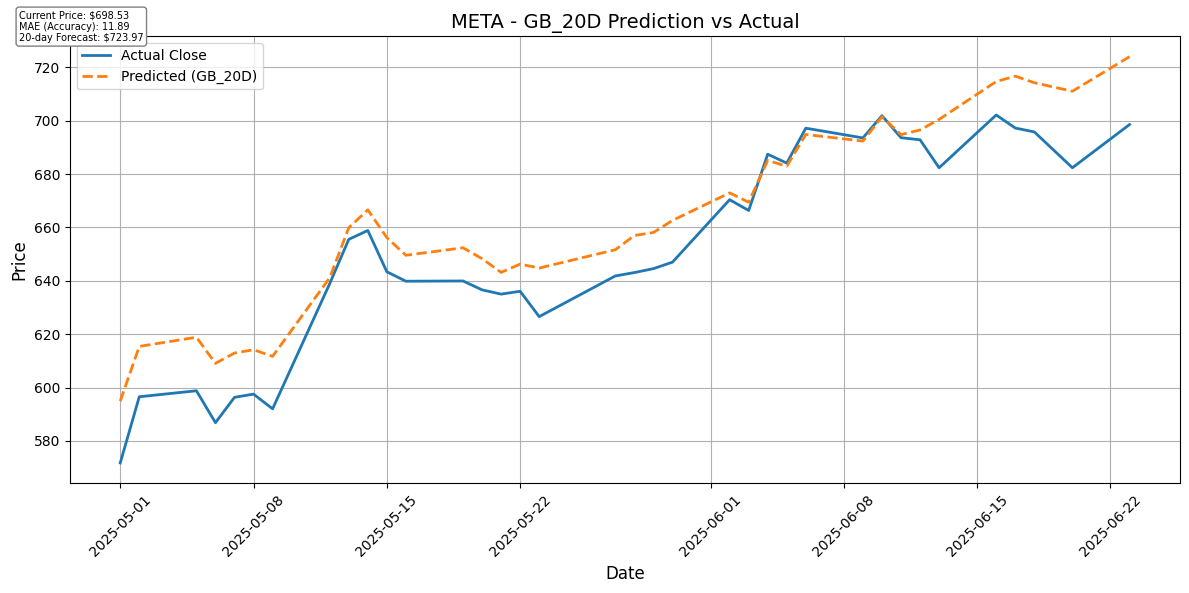 META - GB_20D Prediction vs Actual
Current Price: $698.53
MAE (Accuracy): 11.89
20-day Forecast: $723.97
Actual Close
Predicted (GB_20D)
Price
720
700
680
660
640
620
600
580
2025-05-01
2025-05-08
2025-05-15
2025-05-22
2025-06-01
2025-06-08
2025-06-15
2025-06-22
Date